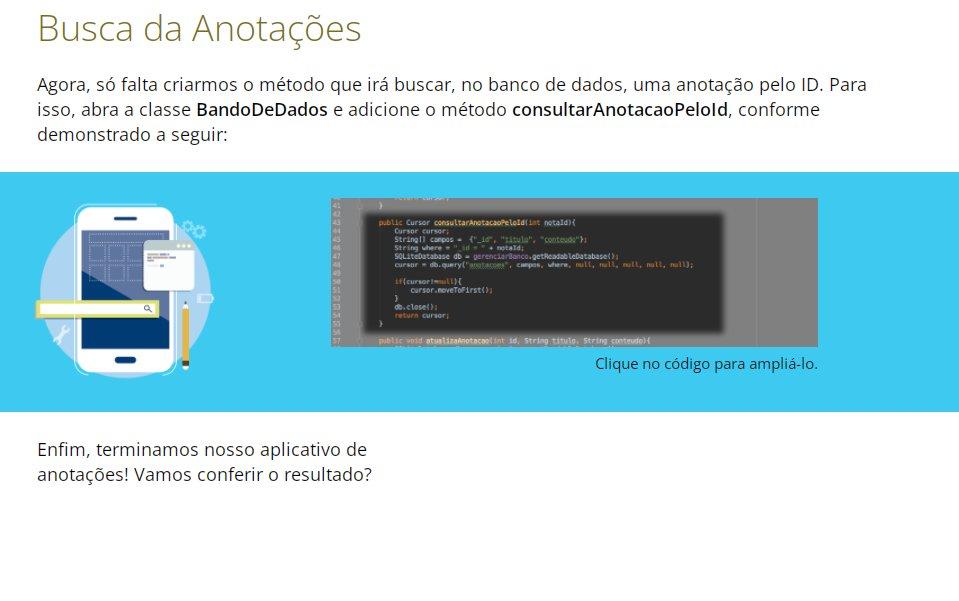 Busca da Anotações
Agora, só falta criarmos o método que irá buscar, no banco de dados, uma anotação pelo ID. Para
isso, abra a classe BandoDeDados e adicione o método consultarAnotacaoPeloId, conforme
demonstrado a seguir:
41 }
42
43 public Cursor consultarAnotacaoPeloId(int notaId){
44 Cursor cursor;
45 String[] campos = {"_id", "titulo", "conteudo"};
46 String where = "_id = " + notaId;
47 SQLiteDatabase db = gerenciarBanco.getReadableDatabase();
48 cursor = db.query("anotacoes", campos, where, null, null, null, null, null);
49
50 if(cursor!=null){
51 cursor.moveToFirst();
52 }
53 db.close();
54 return cursor;
55 }
56
57 public void atualizaAnotacao(int id, String titulo, String conteudo){
Clique no código para ampliá-lo.
Enfim, terminamos nosso aplicativo de
anotações! Vamos conferir o resultado?